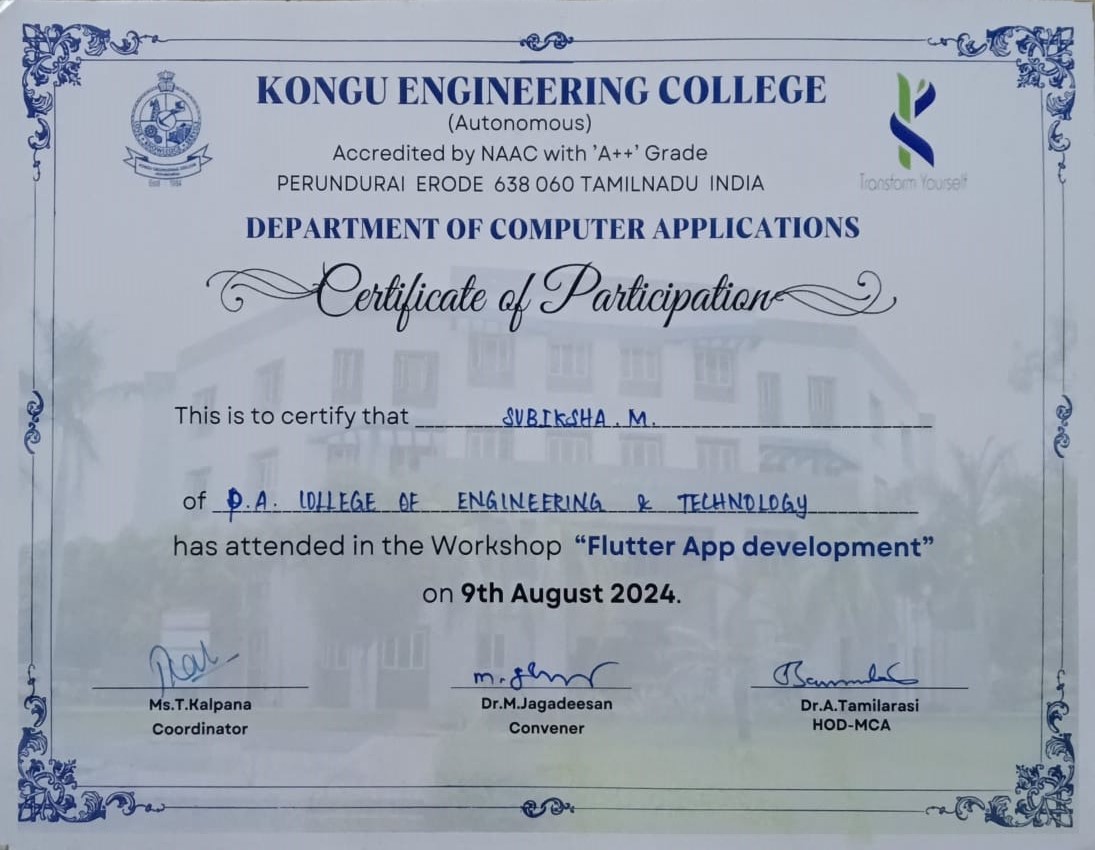 KONGU ENGINEERING COLLEGE
(Autonomous)
Accredited by NAAC with 'A++' Grade
PERUNDURAI ERODE 638 060 TAMILNADU INDIA
Transform Yourself
DEPARTMENT OF COMPUTER APPLICATIONS
Certificate of Participation
This is to certify that SUBIKSHA . M.
of P.A. COLLEGE OF ENGINEERING & TECHNOLOGY
has attended in the Workshop “Flutter App development”
on 9th August 2024.
Ms.T.Kalpana
Coordinator
Dr.M.Jagadeesan
Convener
Dr.A.Tamilarasi
HOD-MCA